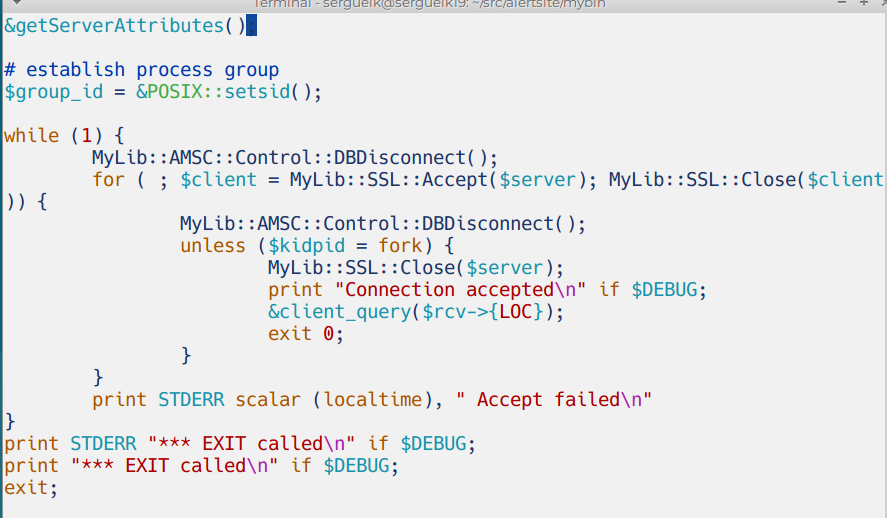 Terminal - sergueik@sergueik19: ~/src/alertsite/mybin
&getServerAttributes();

# establish process group
$group_id = &POSIX::setsid();

while (1) {
        MyLib::AMSC::Control::DBDisconnect();
        for ( ; $client = MyLib::SSL::Accept($server); MyLib::SSL::Close($client
)) {
                MyLib::AMSC::Control::DBDisconnect();
                unless ($kidpid = fork) {
                        MyLib::SSL::Close($server);
                        print "Connection accepted\n" if $DEBUG;
                        &client_query($rcv->{LOC});
                        exit 0;
                }
        }
        print STDERR scalar (localtime), " Accept failed\n"
}
print STDERR "*** EXIT called\n" if $DEBUG;
print "*** EXIT called\n" if $DEBUG;
exit;